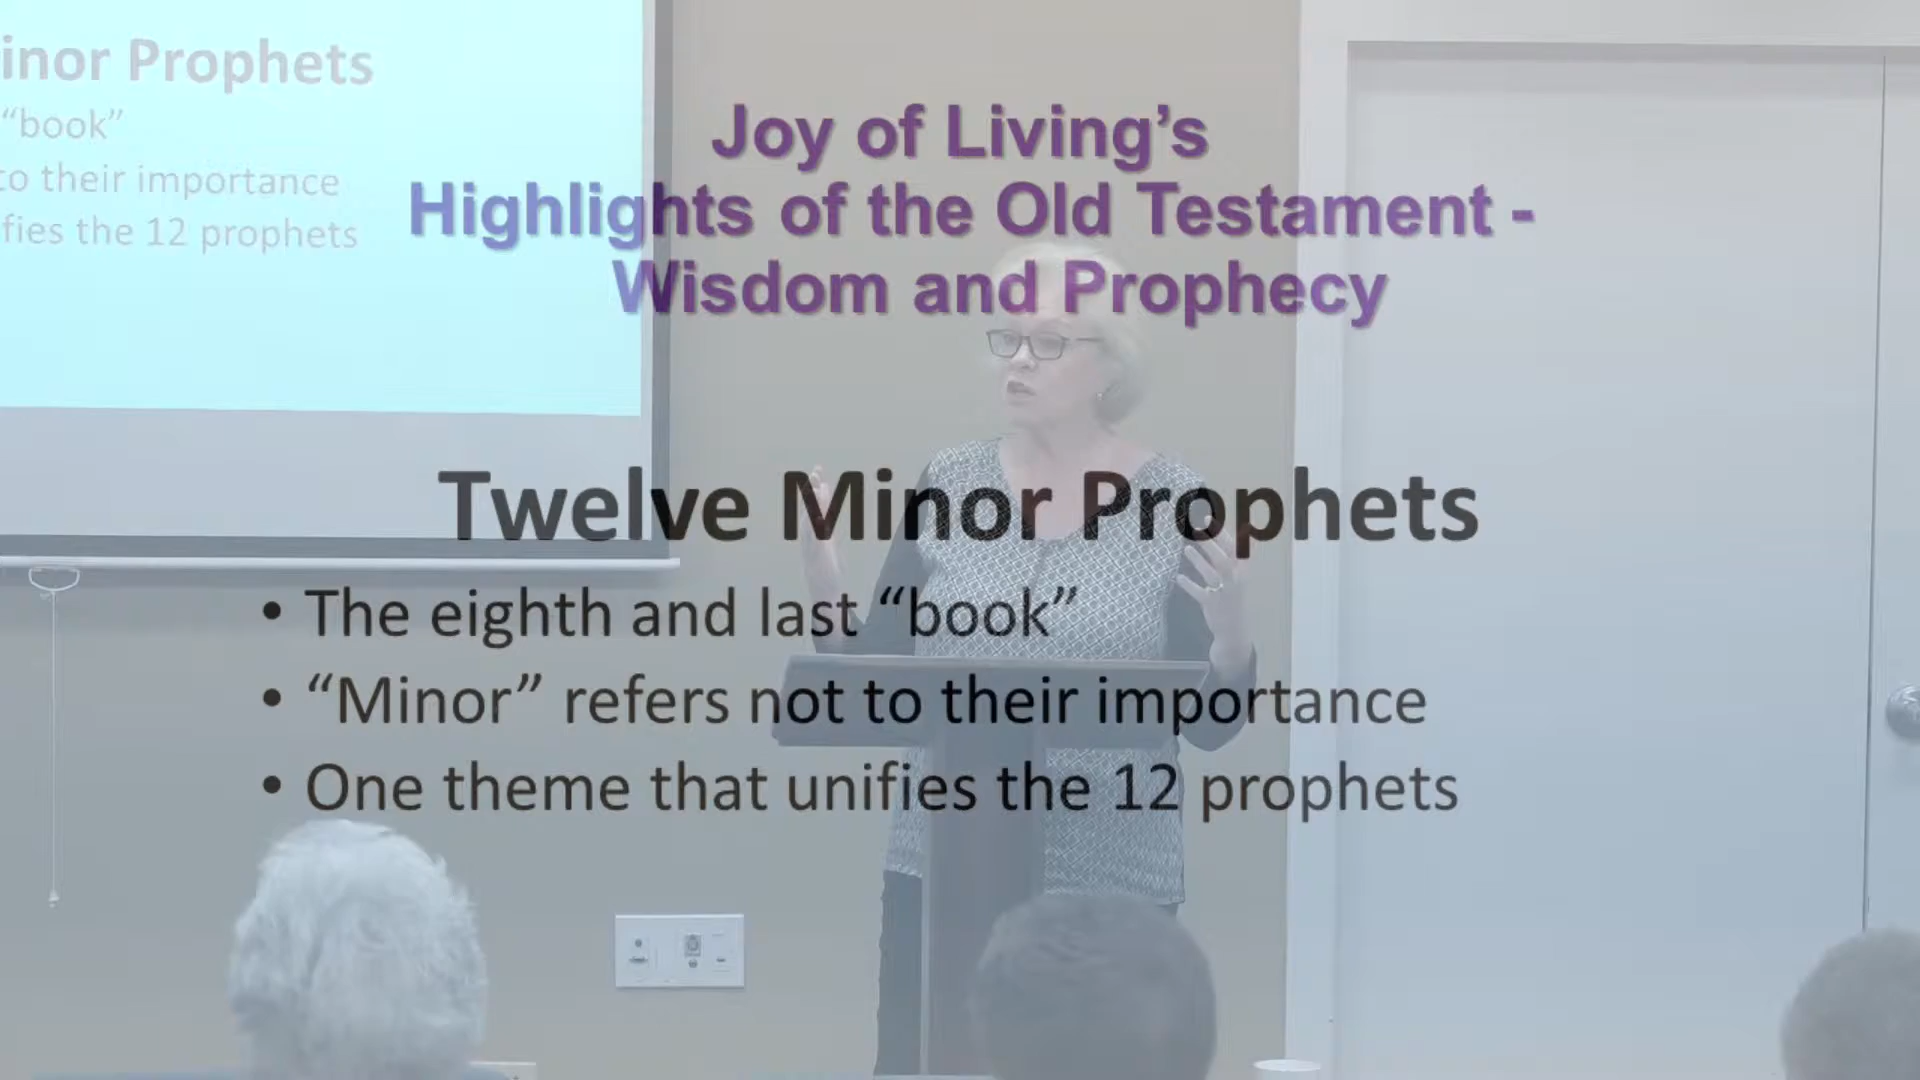 inor Prophets
“book”
to their importance
fies the 12 prophets
Joy of Living’s
Highlights of the Old Testament -
Wisdom and Prophecy
Twelve Minor Prophets
• The eighth and last “book”
• “Minor” refers not to their importance
• One theme that unifies the 12 prophets